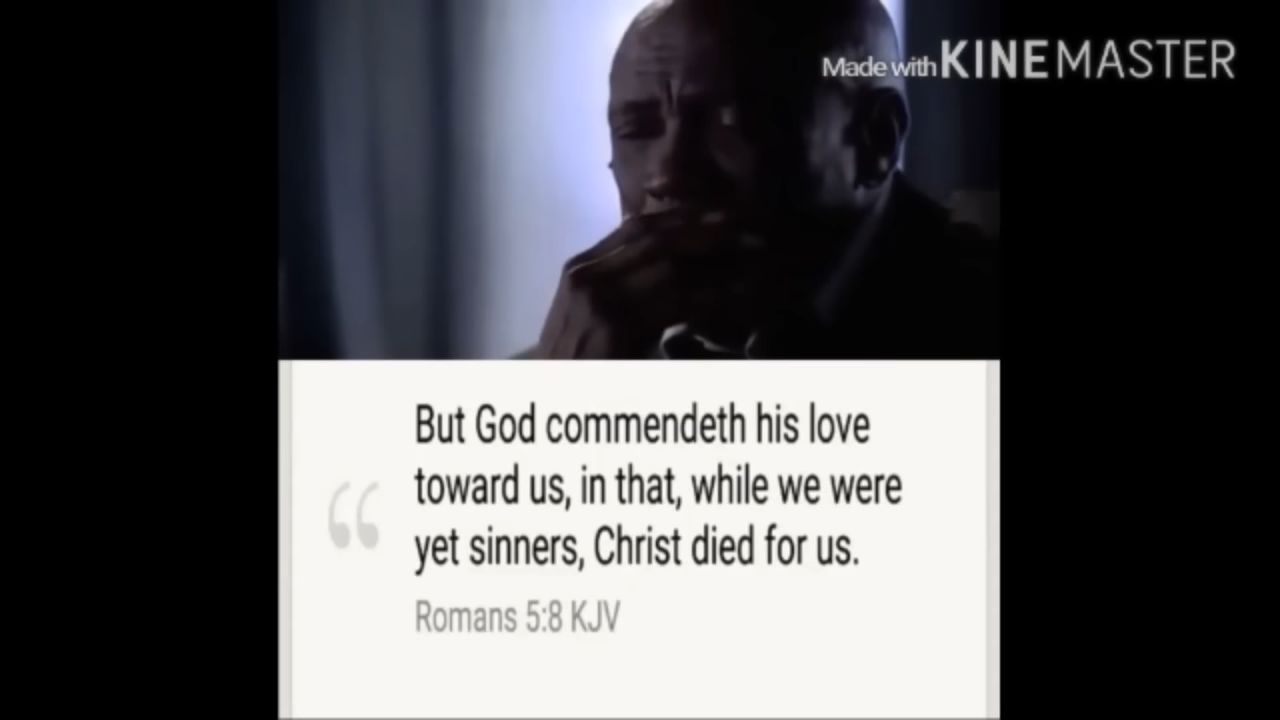 Made with KINEMASTER
But God commendeth his love
toward us, in that, while we were
yet sinners, Christ died for us.
Romans 5:8 KJV